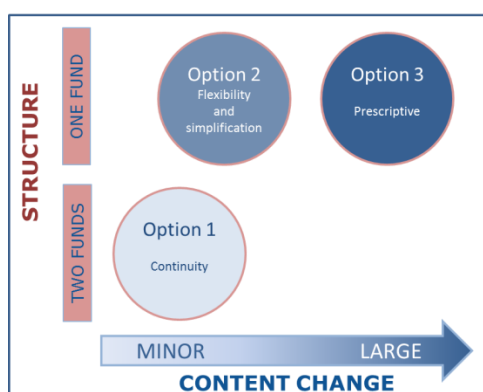 STRUCTURE
ONE FUND
Option 2
Flexibility
and
simplification
Option 3
Prescriptive
TWO FUNDS
Option 1
Continuity
MINOR
LARGE
CONTENT CHANGE